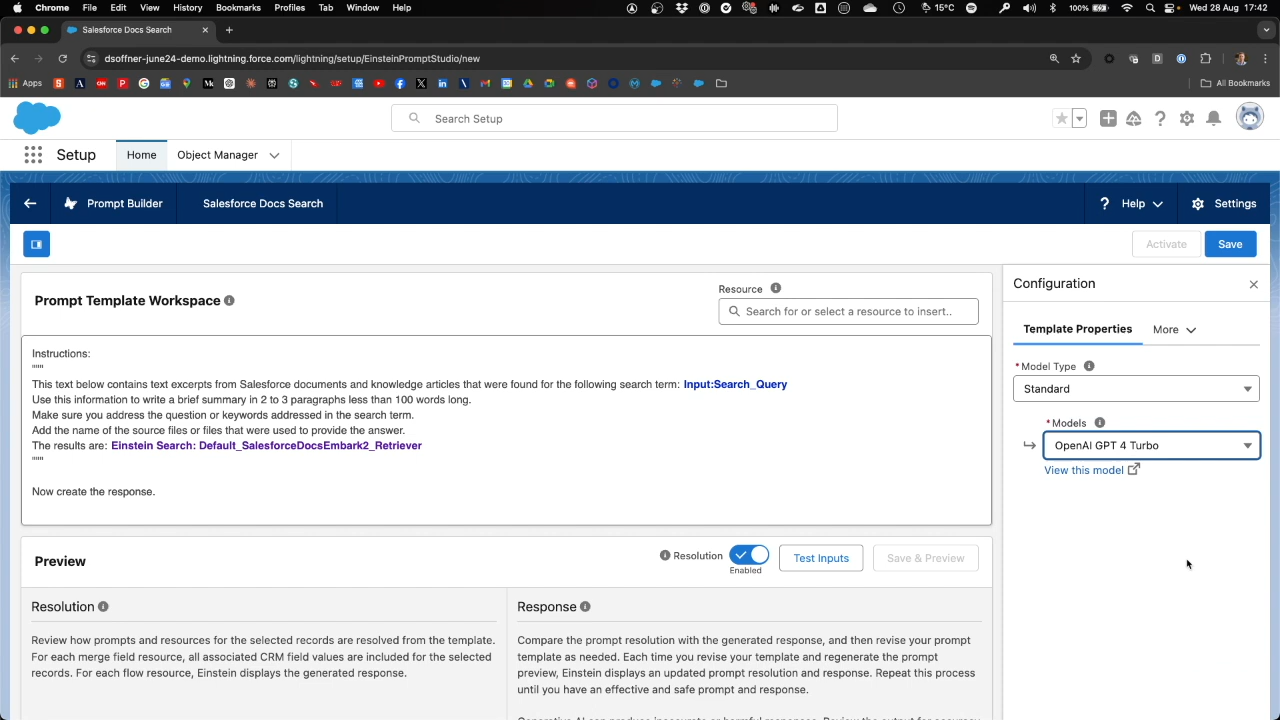 Chrome File Edit View History Bookmarks Profiles Tab Window Help 15°C 100% Wed 28 Aug 17:42
Salesforce Docs Search
dsoffner-june24-demo.lightning.force.com/lightning/setup/EinsteinPromptStudio/new
Apps All Bookmarks
Search Setup
Setup Home Object Manager
Prompt Builder Salesforce Docs Search Help Settings
Activate Save
Prompt Template Workspace
Resource
Search for or select a resource to insert..
Instructions:
"""
This text below contains text excerpts from Salesforce documents and knowledge articles that were found for the following search term: Input:Search_Query
Use this information to write a brief summary in 2 to 3 paragraphs less than 100 words long.
Make sure you address the question or keywords addressed in the search term.
Add the name of the source files or files that were used to provide the answer.
The results are: Einstein Search: Default_SalesforceDocsEmbark2_Retriever
"""
Now create the response.
Preview
Resolution
Enabled
Test Inputs
Save & Preview
Resolution
Review how prompts and resources for the selected records are resolved from the template.
For each merge field resource, all associated CRM field values are included for the selected
records. For each flow resource, Einstein displays the generated response.
Response
Compare the prompt resolution with the generated response, and then revise your prompt
template as needed. Each time you revise your template and regenerate the prompt
preview, Einstein displays an updated prompt resolution and response. Repeat this process
until you have an effective and safe prompt and response.
Configuration
Template Properties More
* Model Type
Standard
* Models
OpenAI GPT 4 Turbo
View this model